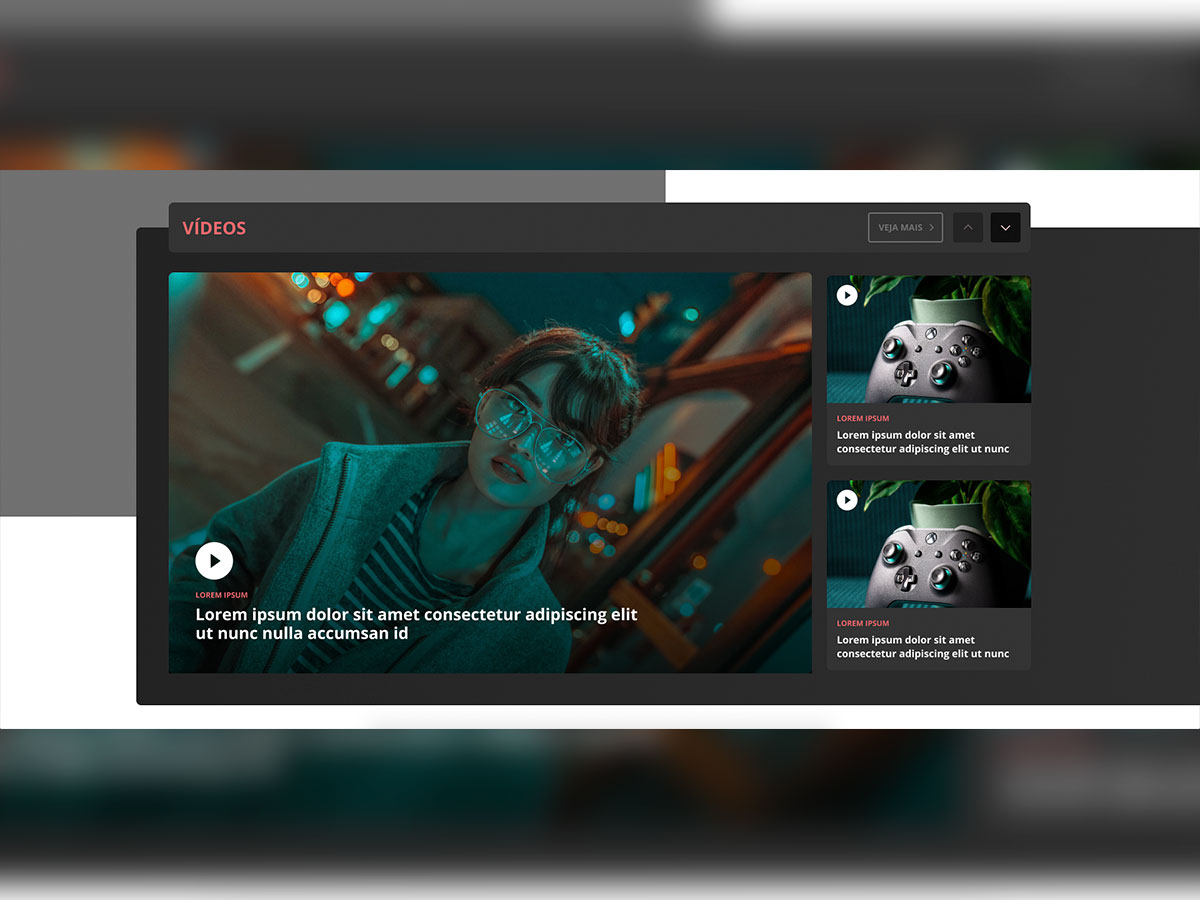 VÍDEOS
VEJA MAIS
LOREM IPSUM
Lorem ipsum dolor sit amet consectetur adipiscing elit
ut nunc nulla accumsan id
LOREM IPSUM
Lorem ipsum dolor sit amet
consectetur adipiscing elit ut nunc
LOREM IPSUM
Lorem ipsum dolor sit amet
consectetur adipiscing elit ut nunc